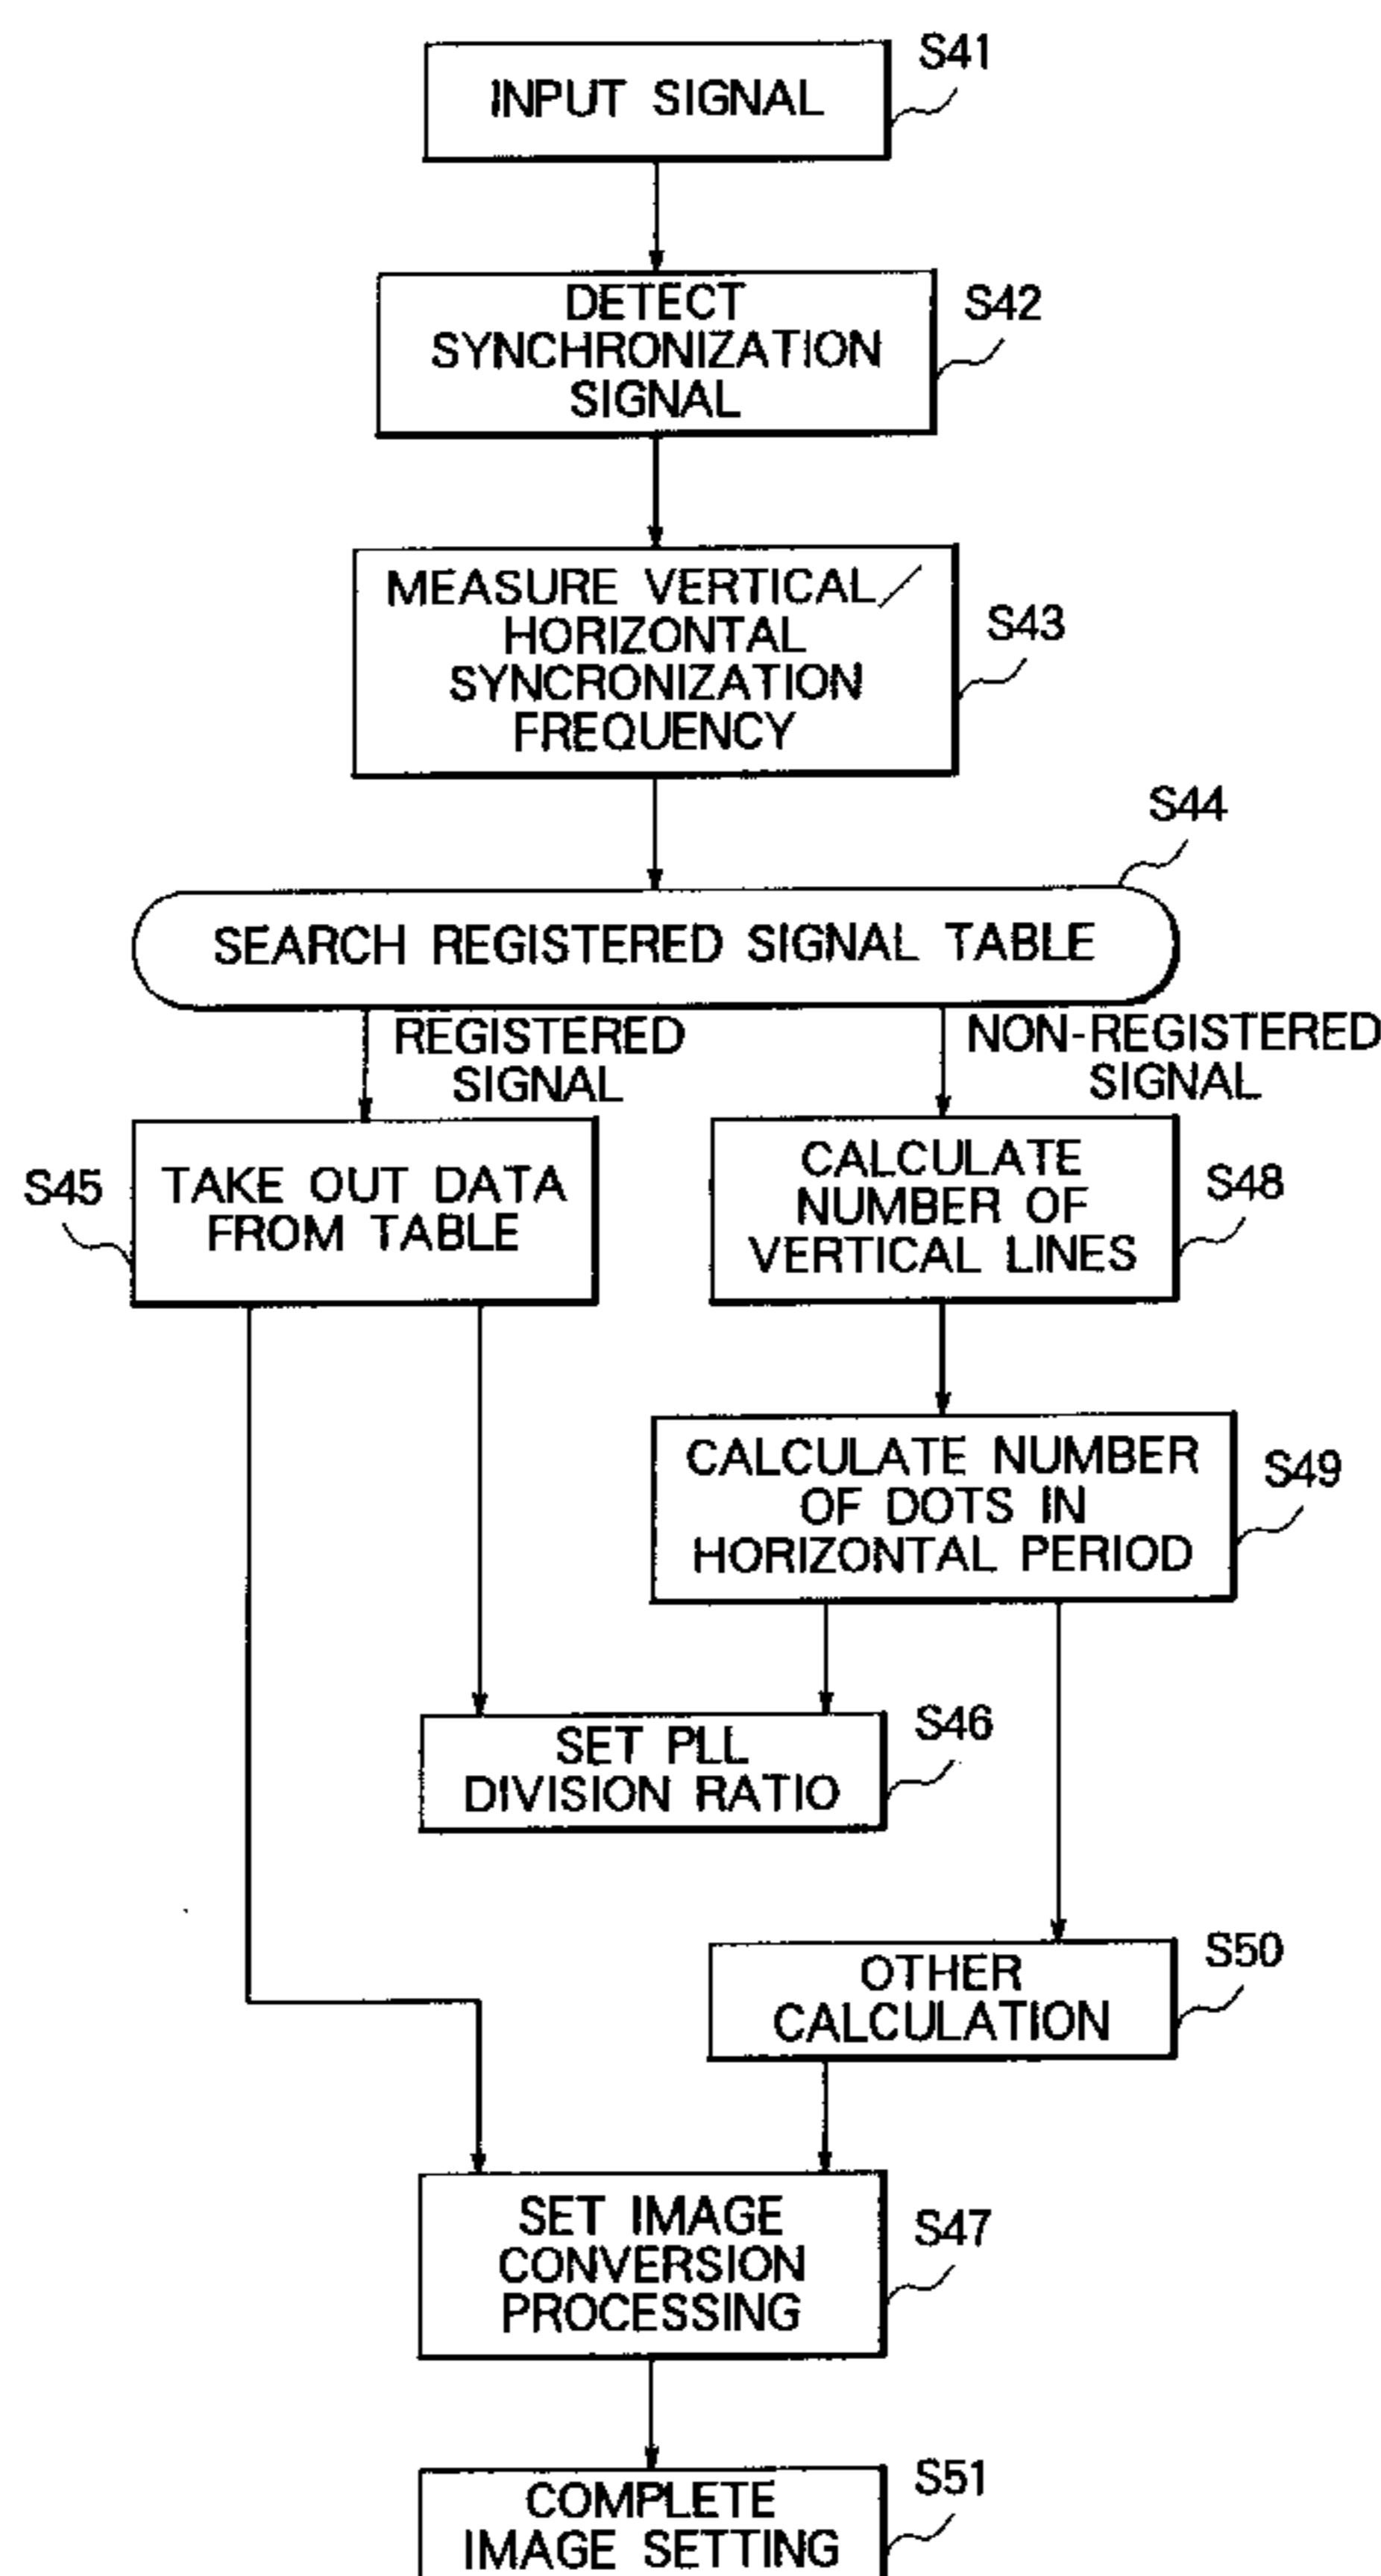 S41
INPUT SIGNAL
S42
DETECT
SYNCHRONIZATION
SIGNAL
S43
MEASURE VERTICAL/
HORIZONTAL
SYNCRONIZATION
FREQUENCY
S44
SEARCH REGISTERED SIGNAL TABLE
REGISTERED
SIGNAL
NON-REGISTERED
SIGNAL
S45
TAKE OUT DATA
FROM TABLE
S48
CALCULATE
NUMBER OF
VERTICAL LINES
S49
CALCULATE NUMBER
OF DOTS IN
HORIZONTAL PERIOD
S46
SET PLL
DIVISION RATIO
S50
OTHER
CALCULATION
S47
SET IMAGE
CONVERSION
PROCESSING
S51
COMPLETE
IMAGE SETTING